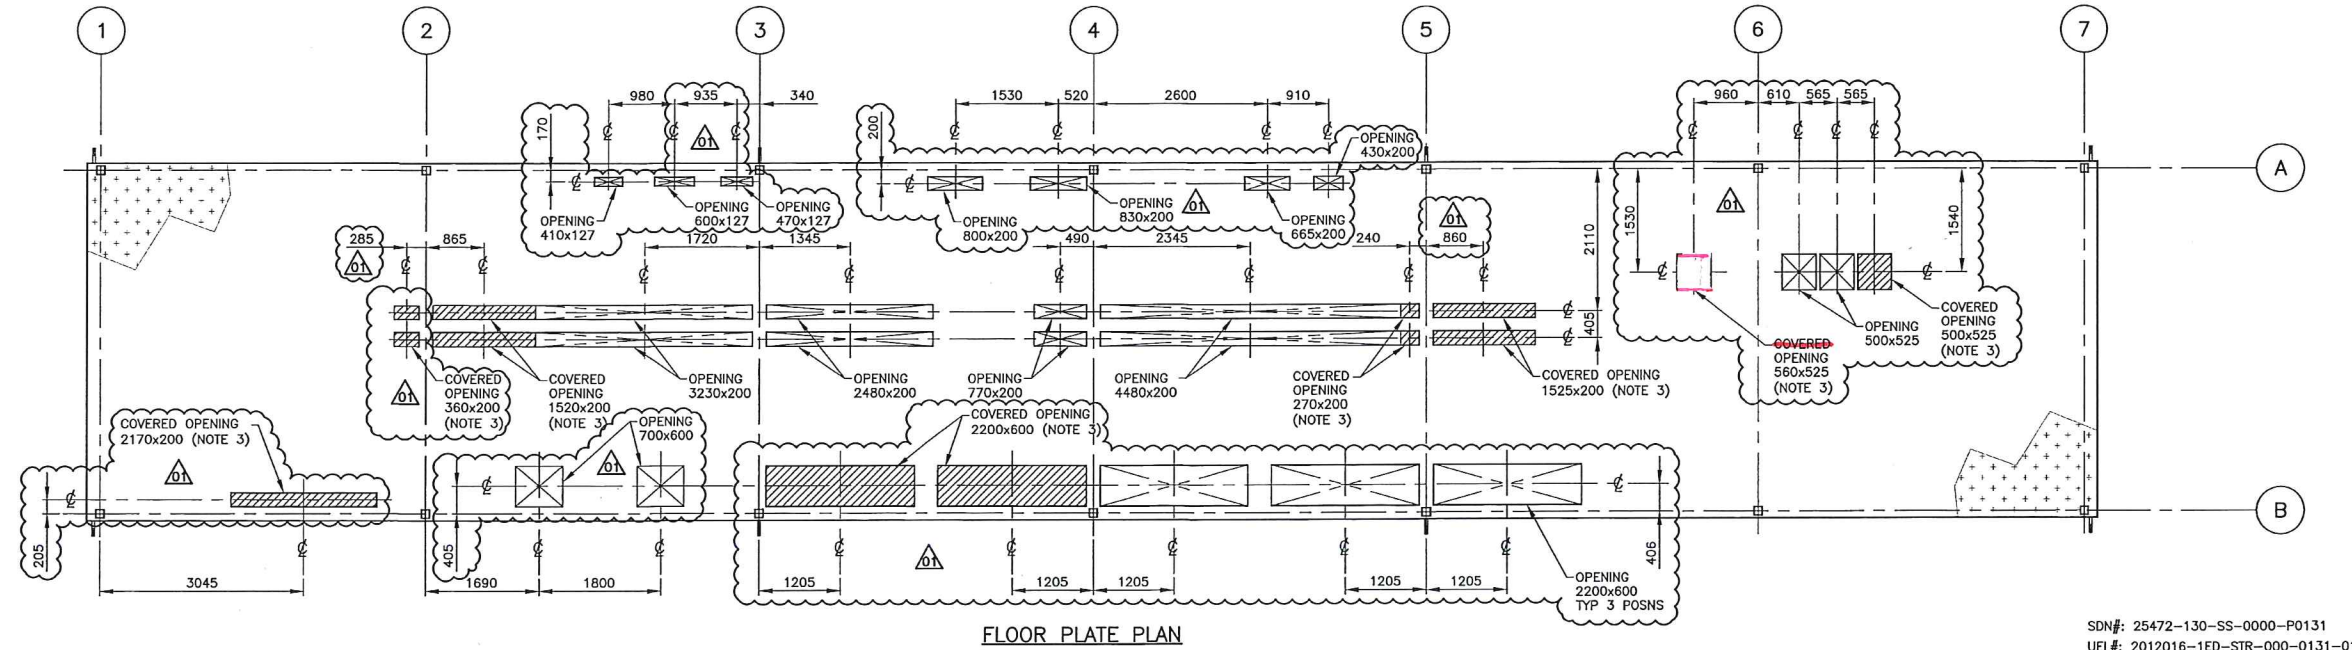 1 2 3 4 5 6 7
980 935 340 1530 520 2600 910 960 610 565 565
170 01 200
OPENING
430x200
A
OPENING
410x127
OPENING
600x127
OPENING
470x127
OPENING
800x200
OPENING
830x200
01
OPENING
665x200
01
01
1530
1540
2110
405
285 865 1720 1345 490 2345 240 860
01
COVERED
OPENING
360x200
(NOTE 3)
COVERED
OPENING
1520x200
(NOTE 3)
OPENING
3230x200
OPENING
2480x200
OPENING
770x200
OPENING
4480x200
COVERED
OPENING
270x200
(NOTE 3)
COVERED OPENING
1525x200 (NOTE 3)
COVERED
OPENING
560x525
(NOTE 3)
OPENING
500x525
COVERED
OPENING
500x525
(NOTE 3)
01
COVERED OPENING
2170x200 (NOTE 3)
01
OPENING
700x600
01
COVERED OPENING
2200x600 (NOTE 3)
B
205 405 01 406
3045 1690 1800 1205 1205 1205 1205 1205
OPENING
2200x600
TYP 3 POSNS
FLOOR PLATE PLAN
SDN#: 25472-130-SS-0000-P0131